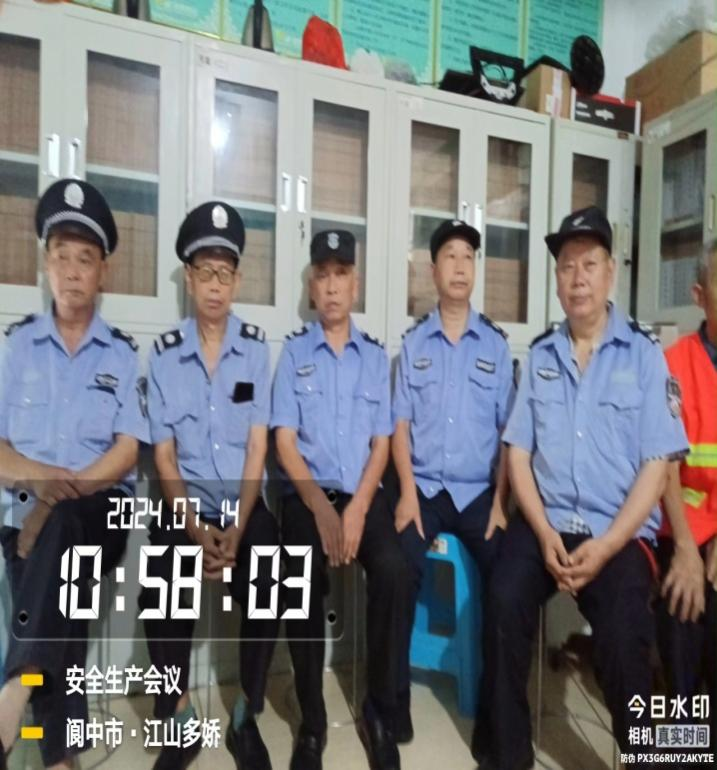 2024.07.14
10:58:03
安全生产会议
阆中市·江山多娇
今日水印
相机 真实时间
防伪 PX3G6RUY2AKYTE